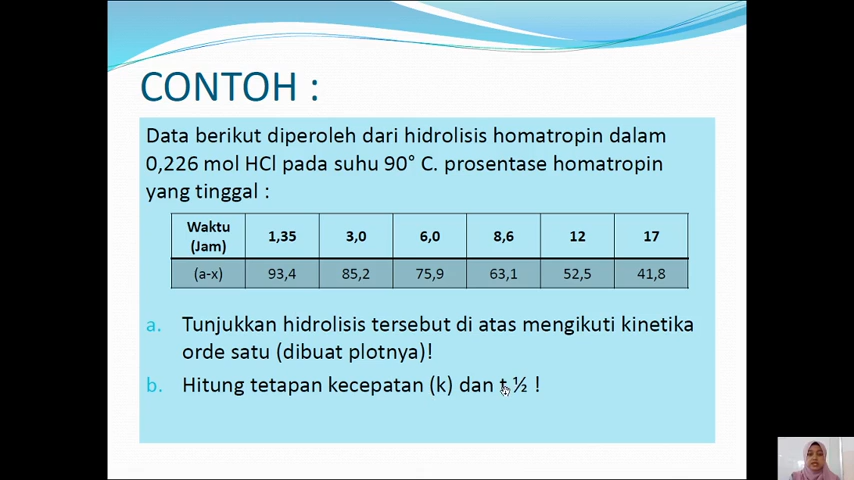 CONTOH :
Data berikut diperoleh dari hidrolisis homatropin dalam
0,226 mol HCl pada suhu 90° C. prosentase homatropin
yang tinggal :
Waktu (Jam) 1,35 3,0 6,0 8,6 12 17
(a-x) 93,4 85,2 75,9 63,1 52,5 41,8
a. Tunjukkan hidrolisis tersebut di atas mengikuti kinetika
orde satu (dibuat plotnya)!
b. Hitung tetapan kecepatan (k) dan t ½ !